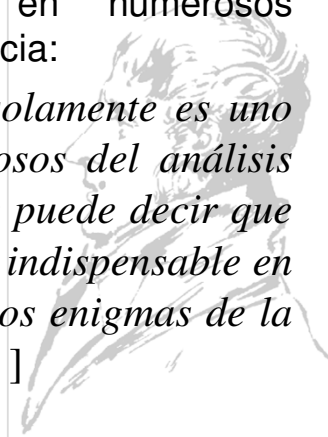 en numerosos
cia:
olamente es uno
osos del análisis
puede decir que
indispensable en
os enigmas de la
]